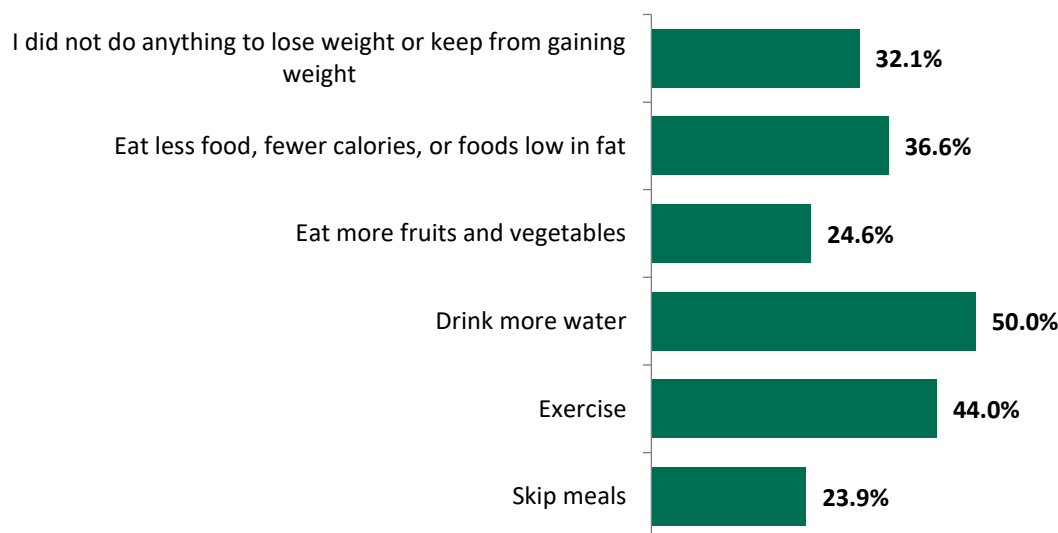 I did not do anything to lose weight or keep from gaining
weight
32.1%
Eat less food, fewer calories, or foods low in fat
36.6%
Eat more fruits and vegetables
24.6%
Drink more water
50.0%
Exercise
44.0%
Skip meals
23.9%